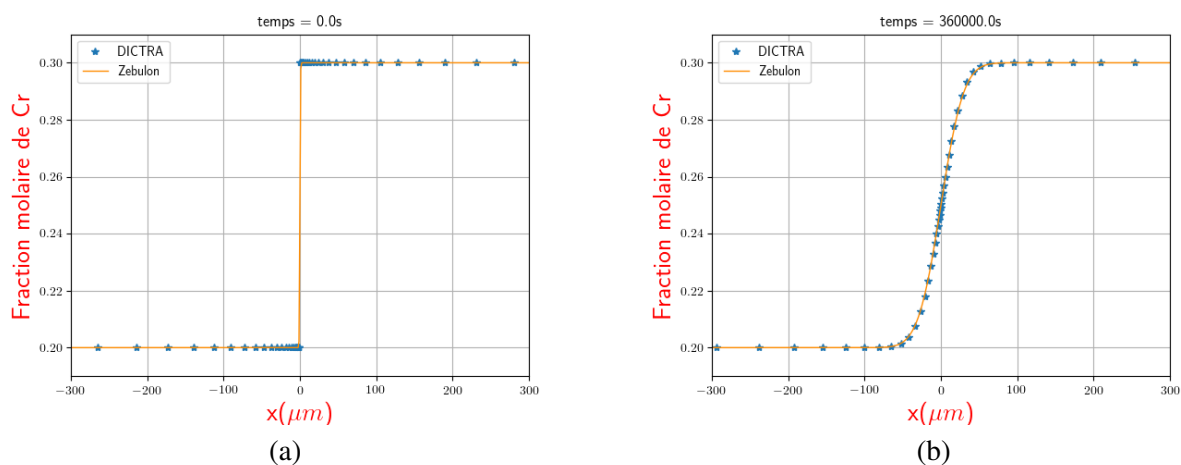 temps = 0.0s
DICTRA
Zebulon
Fraction molaire de Cr
0.30
0.28
0.26
0.24
0.22
0.20
−300 −200 −100 0 100 200 300
x(μm)
(a)
temps = 360000.0s
DICTRA
Zebulon
Fraction molaire de Cr
0.30
0.28
0.26
0.24
0.22
0.20
−300 −200 −100 0 100 200 300
x(μm)
(b)